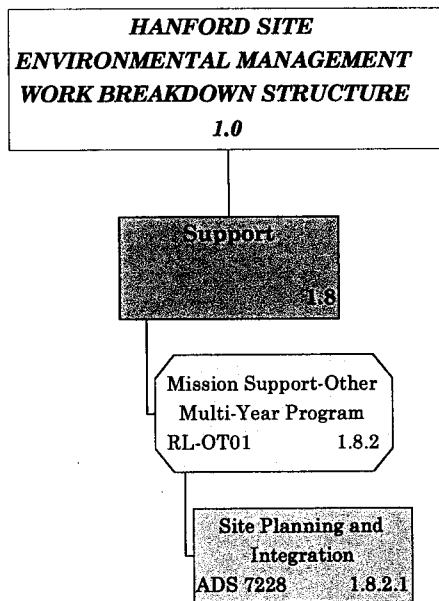 HANFORD SITE
ENVIRONMENTAL MANAGEMENT
WORK BREAKDOWN STRUCTURE
1.0
Support
1.8
Mission Support-Other
Multi-Year Program
RL-OT01 1.8.2
Site Planning and
Integration
ADS 7228 1.8.2.1